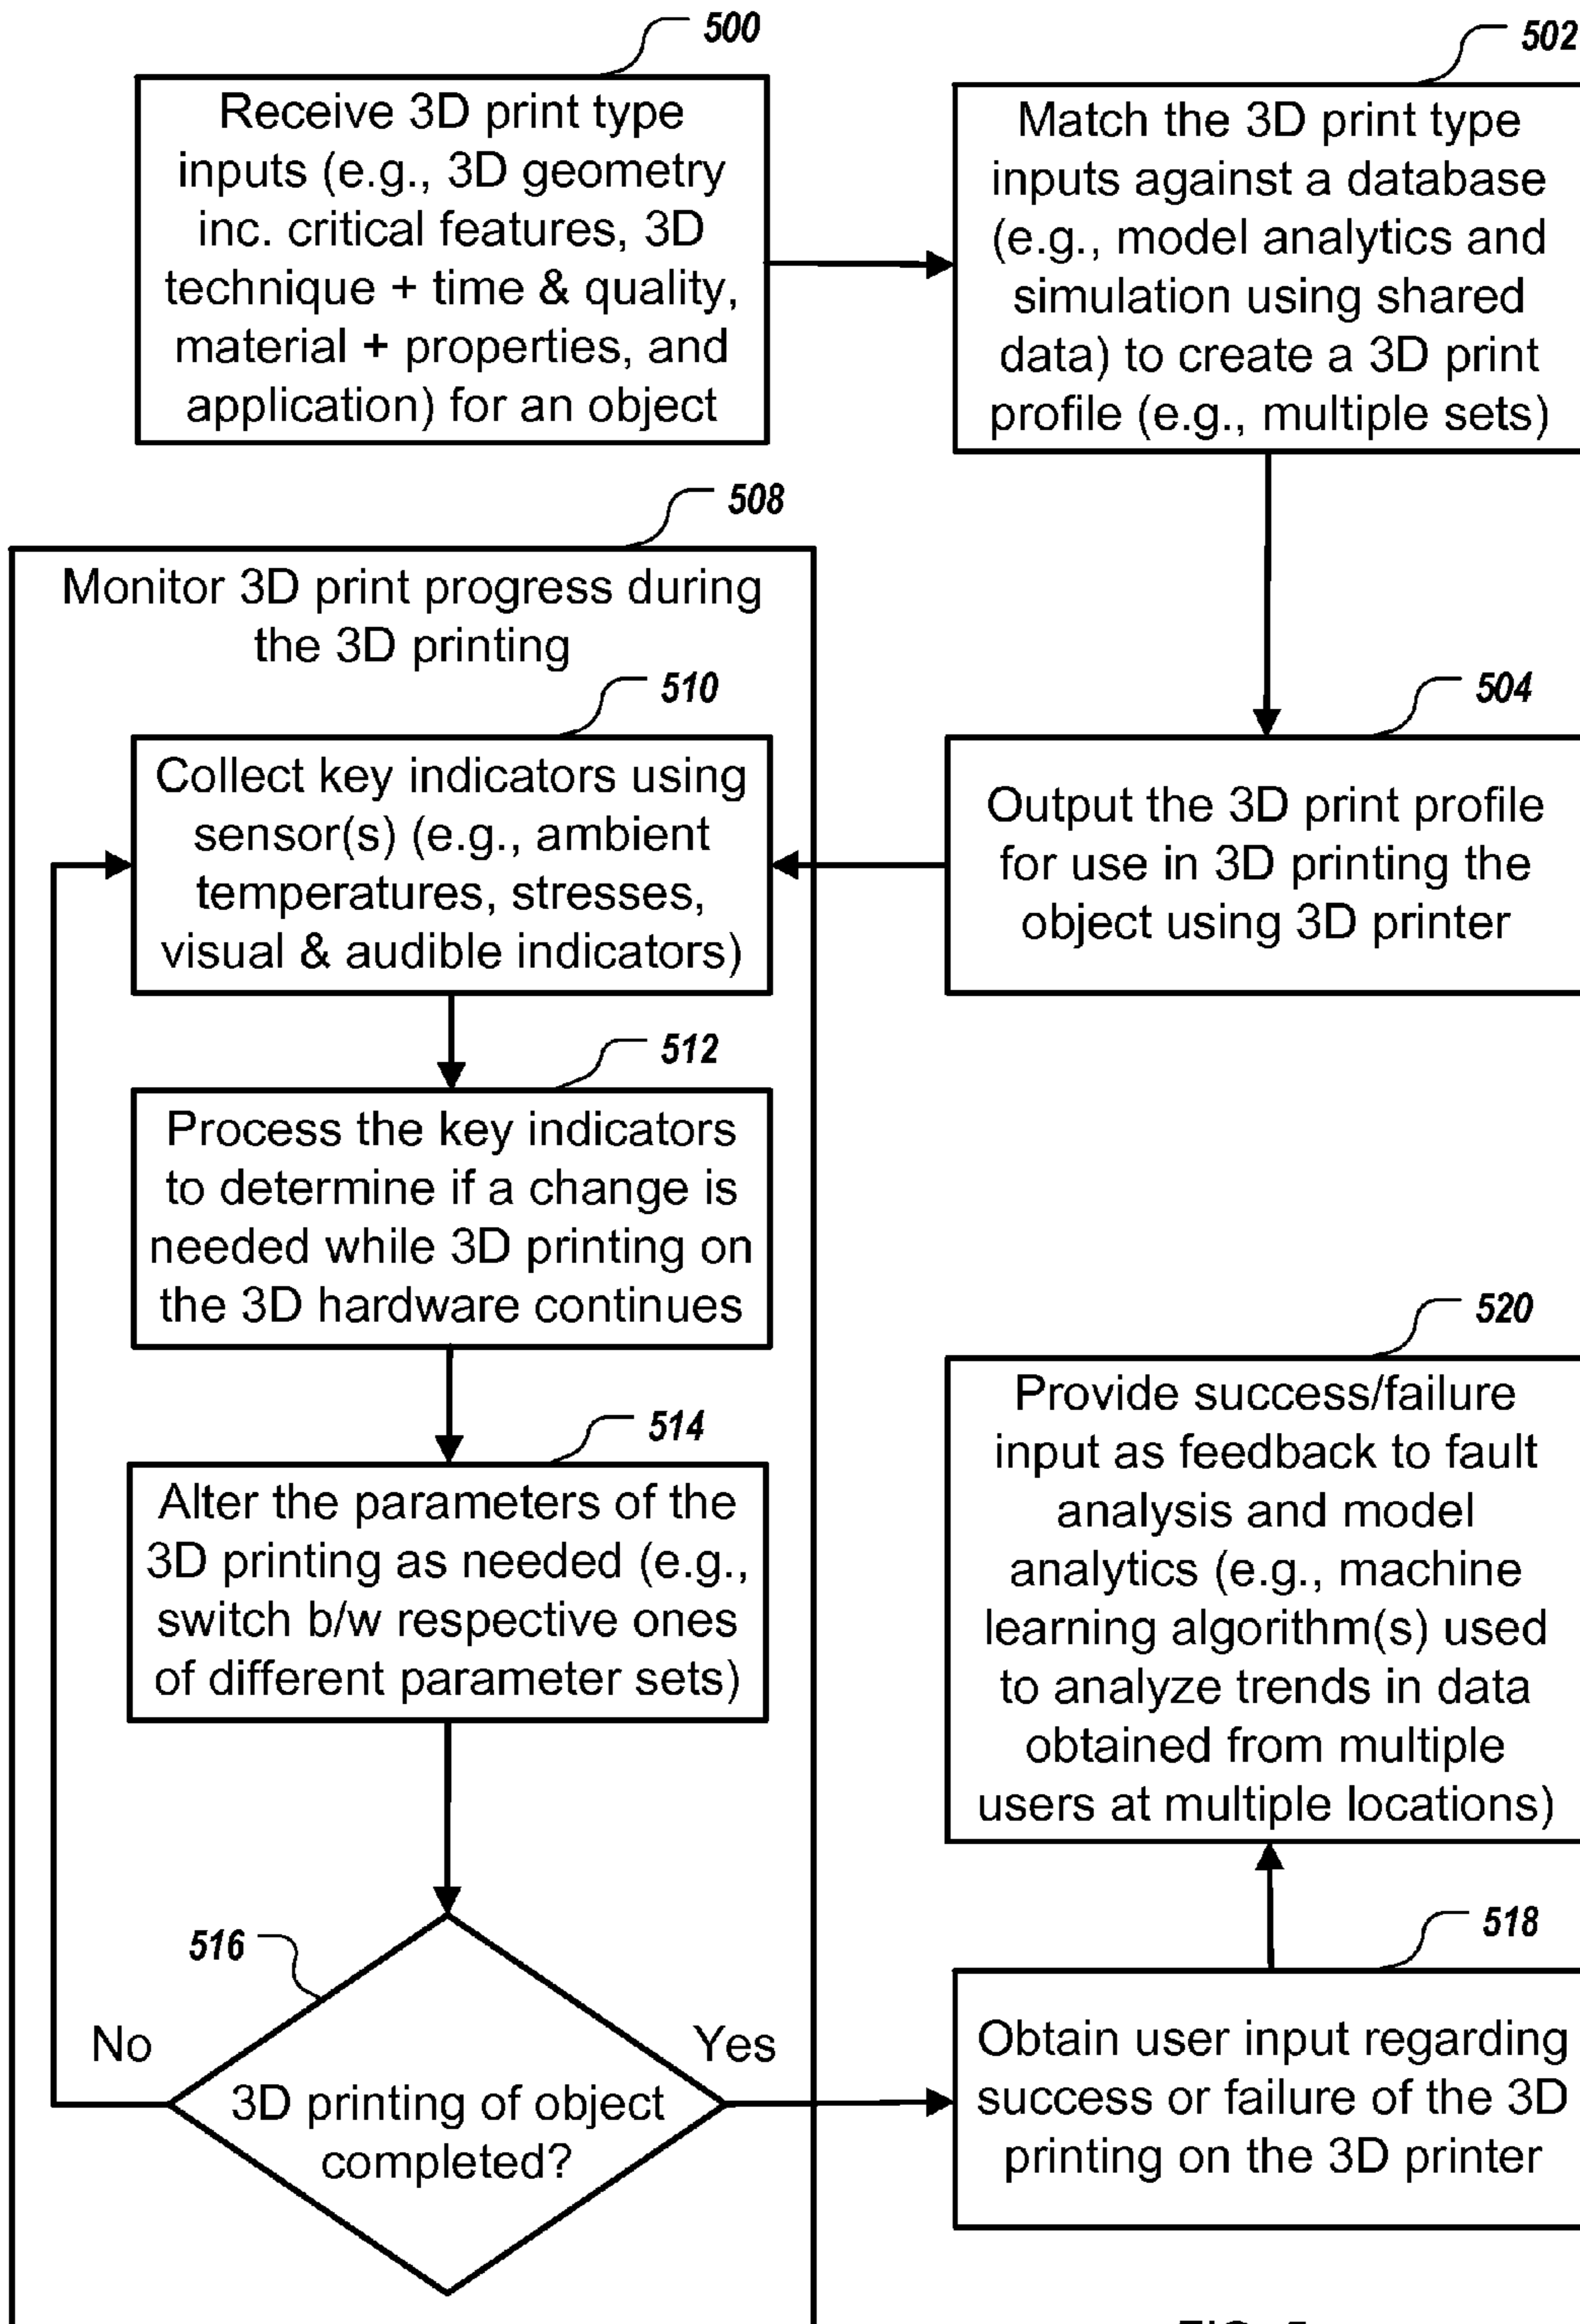 500
Receive 3D print type
inputs (e.g., 3D geometry
inc. critical features, 3D
technique + time & quality,
material + properties, and
application) for an object
502
Match the 3D print type
inputs against a database
(e.g., model analytics and
simulation using shared
data) to create a 3D print
profile (e.g., multiple sets)
504
Output the 3D print profile
for use in 3D printing the
object using 3D printer
508
Monitor 3D print progress during
the 3D printing
510
Collect key indicators using
sensor(s) (e.g., ambient
temperatures, stresses,
visual & audible indicators)
512
Process the key indicators
to determine if a change is
needed while 3D printing on
the 3D hardware continues
514
Alter the parameters of the
3D printing as needed (e.g.,
switch b/w respective ones
of different parameter sets)
516
No
Yes
3D printing of object
completed?
518
Obtain user input regarding
success or failure of the 3D
printing on the 3D printer
520
Provide success/failure
input as feedback to fault
analysis and model
analytics (e.g., machine
learning algorithm(s) used
to analyze trends in data
obtained from multiple
users at multiple locations)